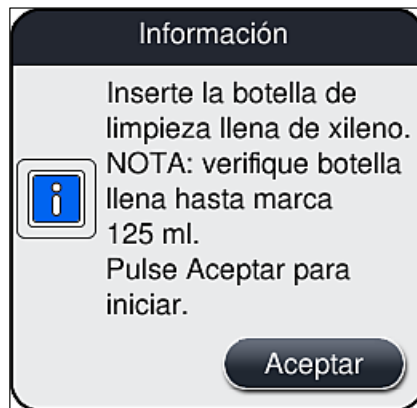 Información
Inserte la botella de
limpieza llena de xileno.
NOTA: verifique botella
llena hasta marca
125 ml.
Pulse Aceptar para
iniciar.
Aceptar